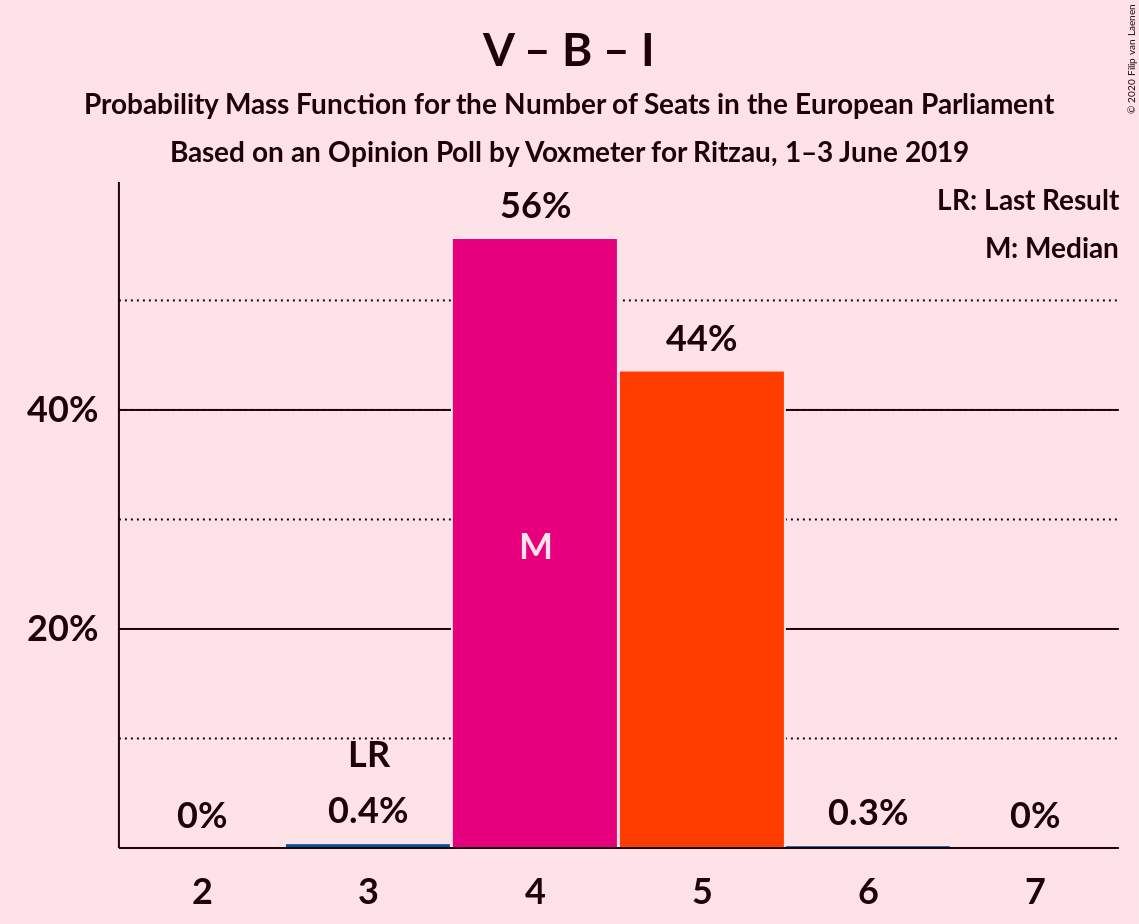 V – B – I
Probability Mass Function for the Number of Seats in the European Parliament
Based on an Opinion Poll by Voxmeter for Ritzau, 1–3 June 2019
© 2020 Filip van Laenen
LR: Last Result
M: Median
56%
44%
40%
M
20%
LR
0%
0.4%
0.3%
0%
2
3
4
5
6
7